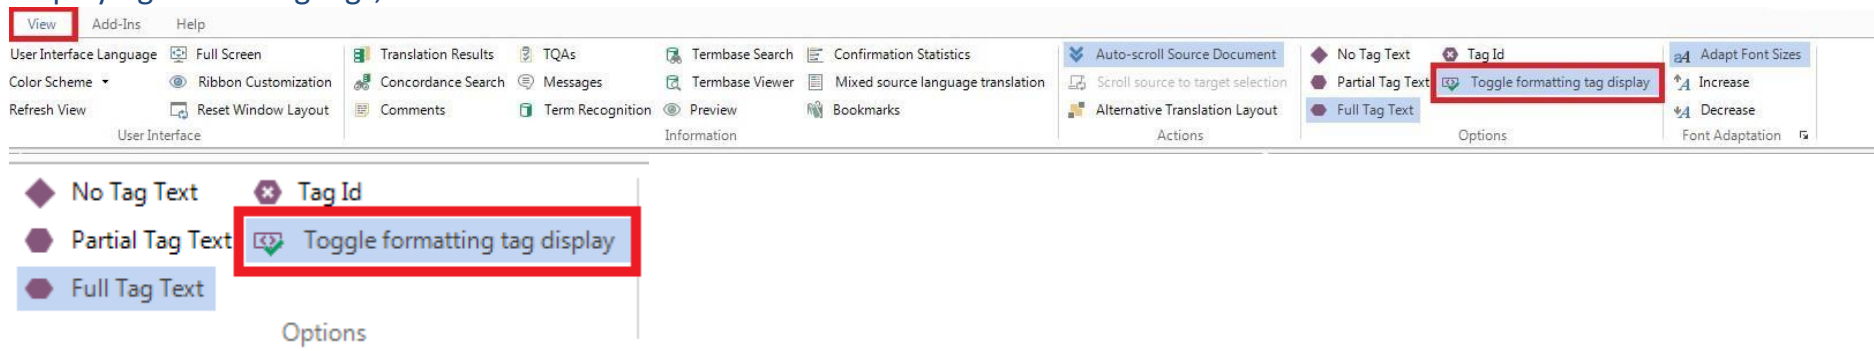 View Add-Ins Help
User Interface Language Full Screen Translation Results TQAs Termbase Search Confirmation Statistics Auto-scroll Source Document No Tag Text Tag Id Adapt Font Sizes
Color Scheme Ribbon Customization Concordance Search Messages Termbase Viewer Mixed source language translation Scroll source to target selection Partial Tag Text Toggle formatting tag display Increase
Refresh View Reset Window Layout Comments Term Recognition Preview Bookmarks Alternative Translation Layout Full Tag Text Decrease
User Interface Information Actions Options Font Adaptation
No Tag Text Tag Id
Partial Tag Text Toggle formatting tag display
Full Tag Text
Options